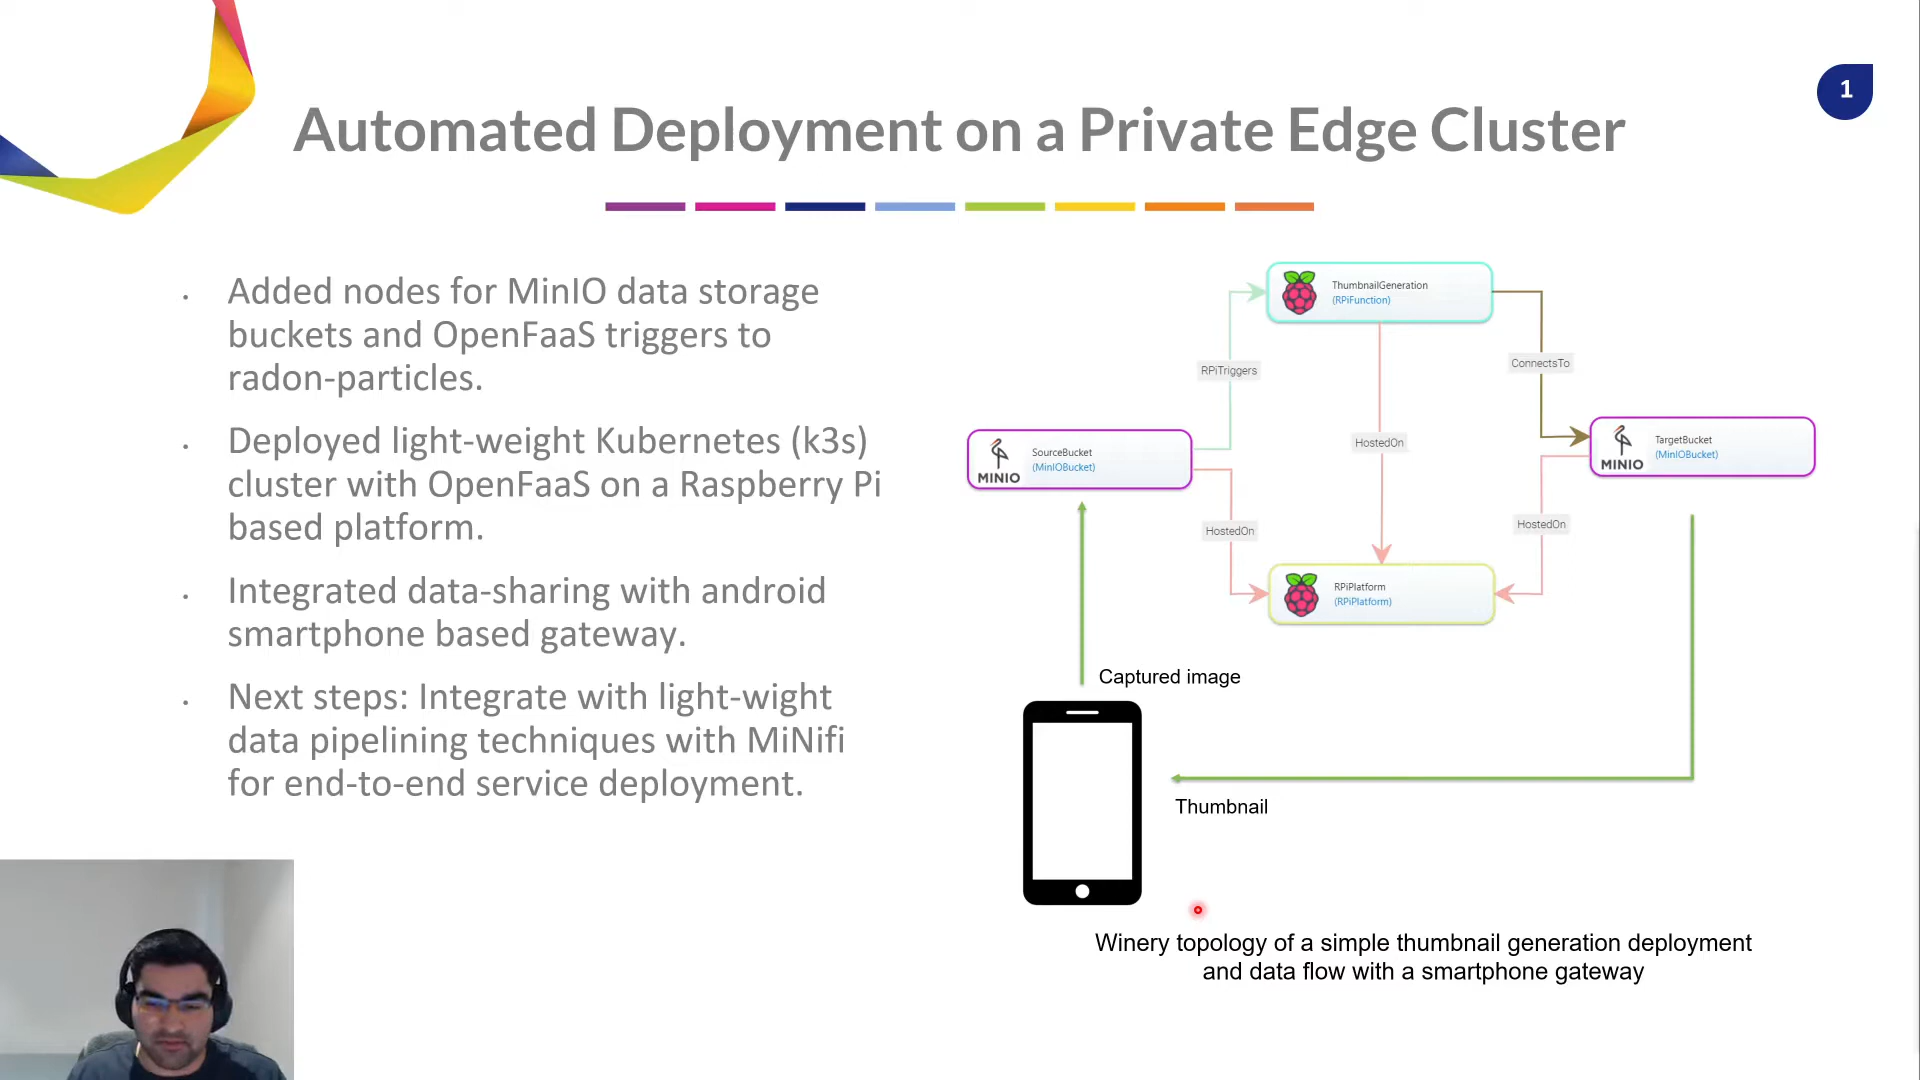 1
Automated Deployment on a Private Edge Cluster
Added nodes for MinIO data storage
buckets and OpenFaaS triggers to
radon-particles.
Deployed light-weight Kubernetes (k3s)
cluster with OpenFaaS on a Raspberry Pi
based platform.
Integrated data-sharing with android
smartphone based gateway.
Next steps: Integrate with light-wight
data pipelining techniques with MiNifi
for end-to-end service deployment.
ThumbnailGeneration
(RPiFunction)
RPiTriggers
ConnectsTo
HostedOn
MINIO
SourceBucket
(MinIOBucket)
MINIO
TargetBucket
(MinIOBucket)
HostedOn
HostedOn
RPiPlatform
(RPiPlatform)
Captured image
Thumbnail
Winery topology of a simple thumbnail generation deployment
and data flow with a smartphone gateway